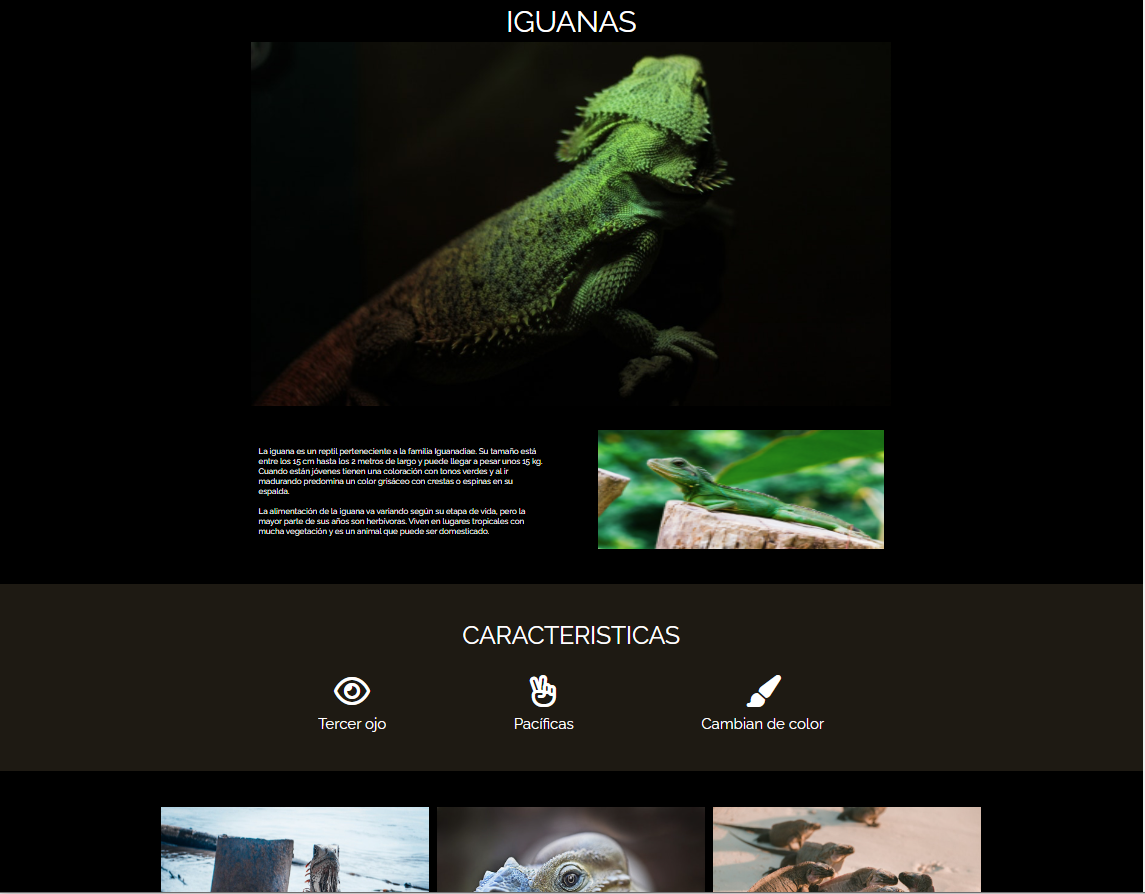 IGUANAS
La iguana es un reptil perteneciente a la familia Iguanadiae. Su tamaño está
entre los 15 cm hasta los 2 metros de largo y puede llegar a pesar unos 15 kg.
Cuando están jóvenes tienen una coloración con tonos verdes y al ir
madurando predomina un color grisáceo con crestas o espinas en su
espalda.
La alimentación de la iguana va variando según su etapa de vida, pero la
mayor parte de sus años son herbívoras. Viven en lugares tropicales con
mucha vegetación y es un animal que puede ser domesticado.
CARACTERISTICAS
Tercer ojo
Pacíficas
Cambian de color